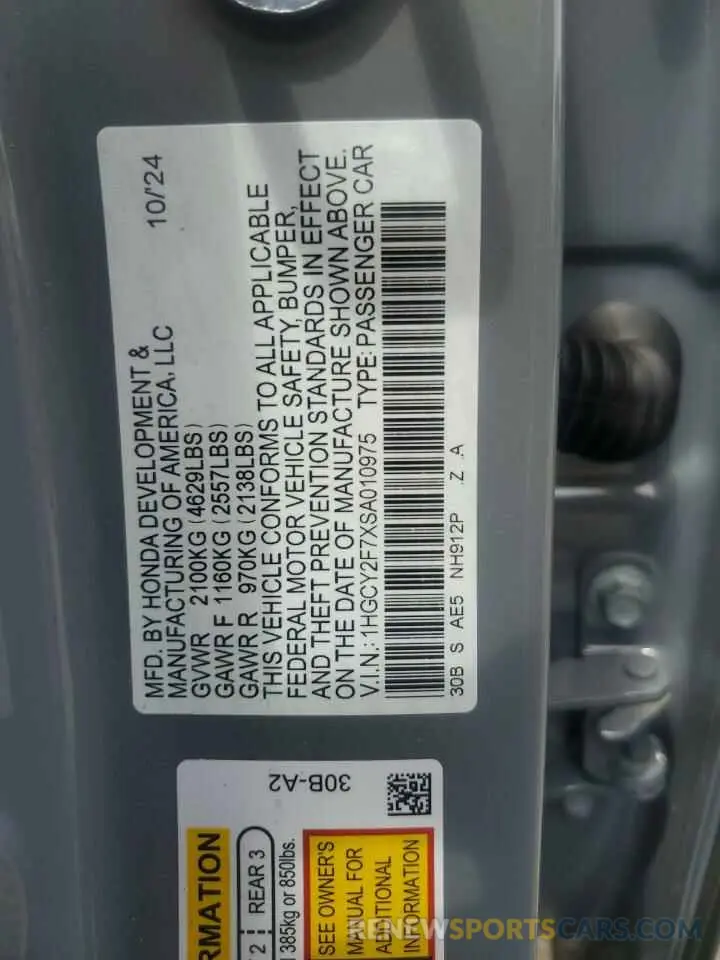 MFD. BY HONDA DEVELOPMENT &
MANUFACTURING OF AMERICA, LLC 10/'24
GVWR 2100KG (4629LBS)
GAWR F 1160KG (2557LBS)
GAWR R 970KG (2138LBS)
THIS VEHICLE CONFORMS TO ALL APPLICABLE
FEDERAL MOTOR VEHICLE SAFETY, BUMPER,
AND THEFT PREVENTION STANDARDS IN EFFECT
ON THE DATE OF MANUFACTURE SHOWN ABOVE.
V.I.N.: 1HGCY2F7XSA010975 TYPE: PASSENGER CAR
30B S AE5 NH912P Z .A
30B-A2
RMATION
2 REAR 3
385kg or 850lbs.
SEE OWNER'S
MANUAL FOR
ADDITIONAL
INFORMATION
RENEWSPORTSCARS.COM